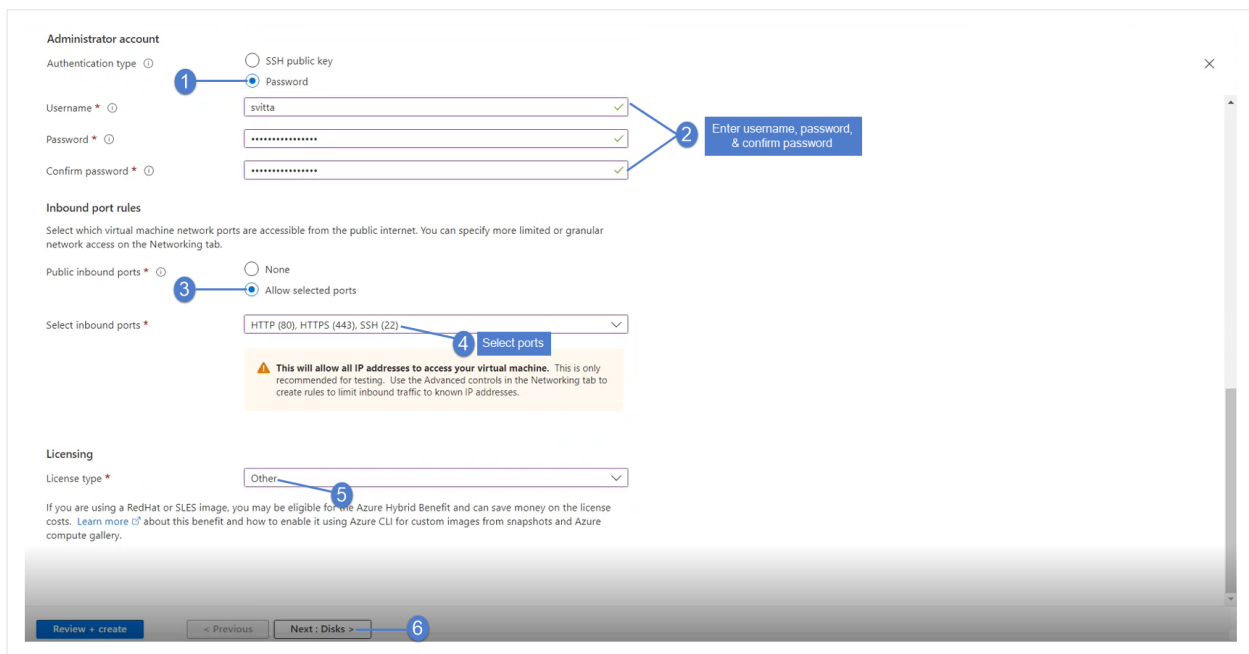 Administrator account
Authentication type
SSH public key
1
Password
Username *
svitta
Password *
••••••••••••••••
2
Enter username, password,
& confirm password
Confirm password *
••••••••••••••••
Inbound port rules
Select which virtual machine network ports are accessible from the public internet. You can specify more limited or granular
network access on the Networking tab.
Public inbound ports *
None
3
Allow selected ports
Select inbound ports *
HTTP (80), HTTPS (443), SSH (22)
4
Select ports
This will allow all IP addresses to access your virtual machine. This is only
recommended for testing. Use the Advanced controls in the Networking tab to
create rules to limit inbound traffic to known IP addresses.
Licensing
License type *
Other
5
If you are using a RedHat or SLES image, you may be eligible for the Azure Hybrid Benefit and can save money on the license
costs. Learn more about this benefit and how to enable it using Azure CLI for custom images from snapshots and Azure
compute gallery.
Review + create
< Previous
Next : Disks >
6